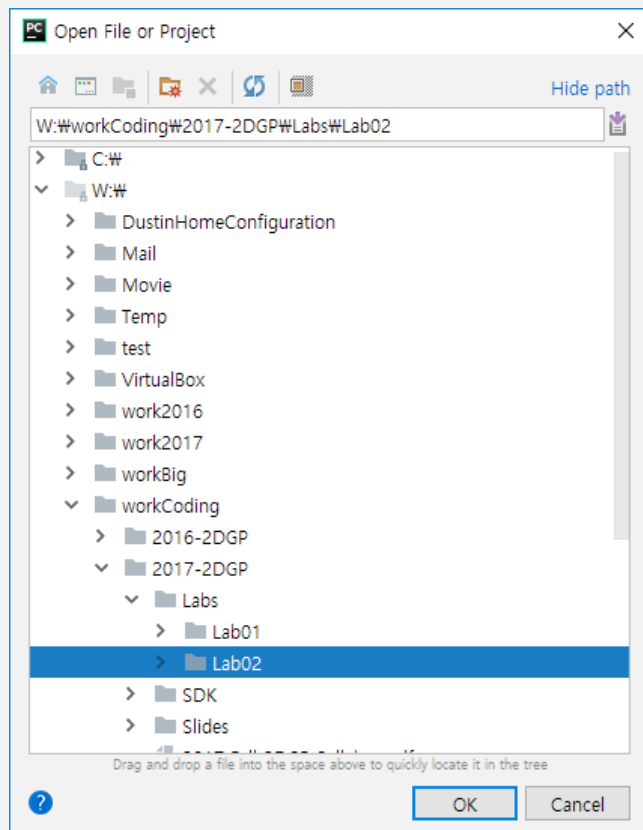 PC Open File or Project
Hide path
W:₩workCoding₩2017-2DGP₩Labs₩Lab02
C:₩
W:₩
DustinHomeConfiguration
Mail
Movie
Temp
test
VirtualBox
work2016
work2017
workBig
workCoding
2016-2DGP
2017-2DGP
Labs
Lab01
Lab02
SDK
Slides
Drag and drop a file into the space above to quickly locate it in the tree
? OK Cancel